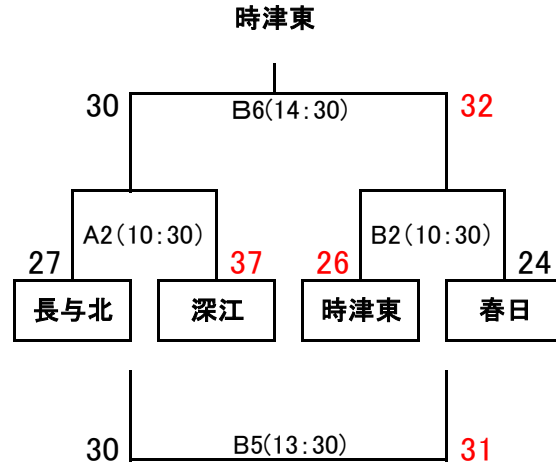 時津東
30 B6(14:30) 32
A2(10:30) B2(10:30)
27 37 26 24
長与北 深江 時津東 春日
30 B5(13:30) 31